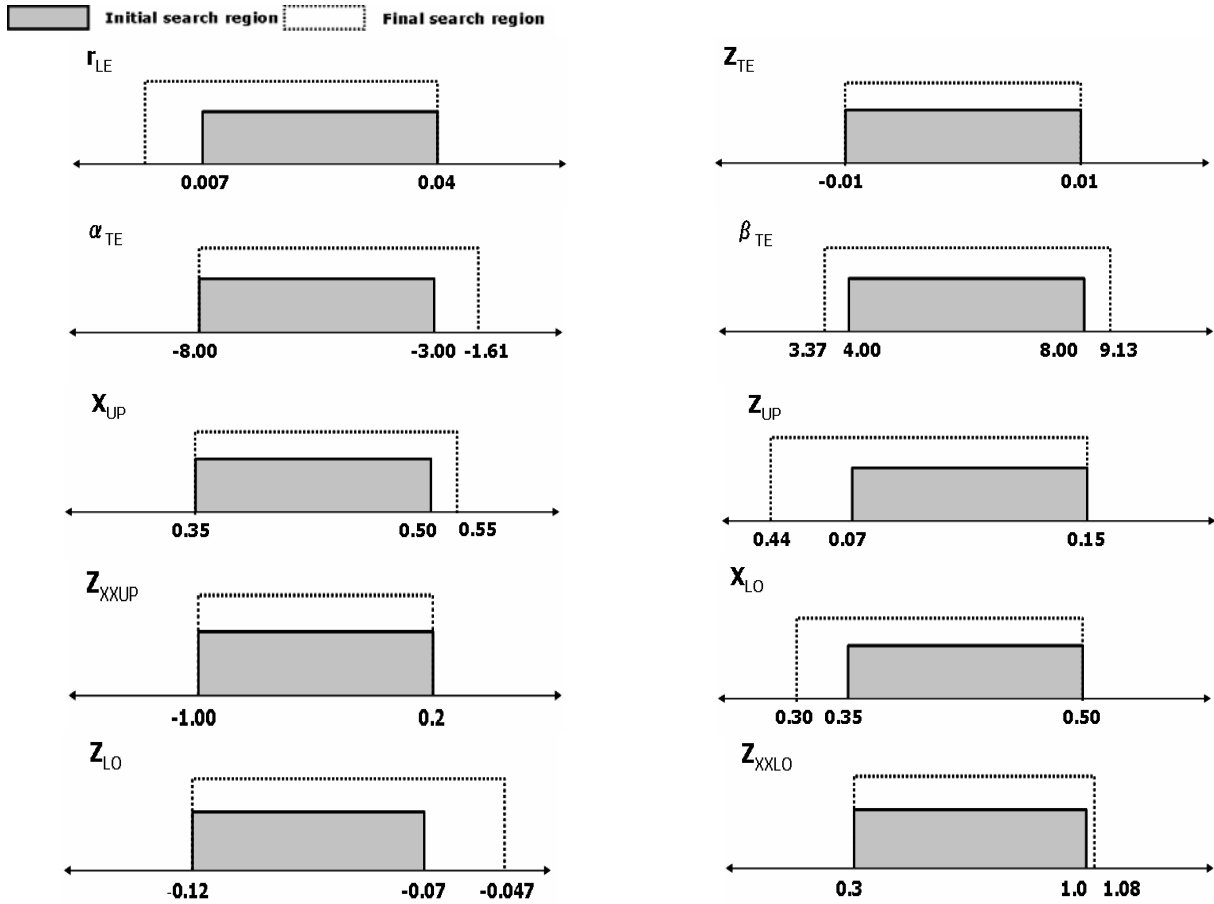 Initial search region Final search region
r_LE Z_TE
0.007 0.04 -0.01 0.01
α_TE β_TE
-8.00 -3.00 -1.61 3.37 4.00 8.00 9.13
X_UP Z_UP
0.35 0.50 0.55 0.44 0.07 0.15
Z_XXUP X_LO
-1.00 0.2 0.30 0.35 0.50
Z_LO Z_XXLO
-0.12 -0.07 -0.047 0.3 1.0 1.08